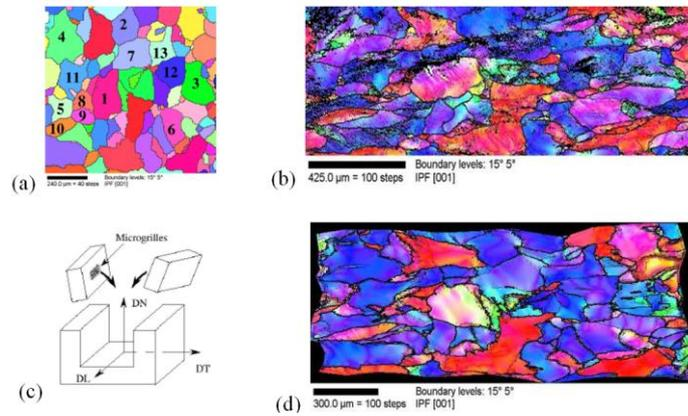 2
4
7
13
11
12
3
5
8
1
9
10
6
(a)
Boundary levels: 15° 5°
240.0 µm = 40 steps IPF [001]
(b)
Boundary levels: 15° 5°
425.0 µm = 100 steps IPF [001]
Microgrilles
DN
DT
DL
(c)
(d)
Boundary levels: 15° 5°
300.0 µm = 100 steps IPF [001]